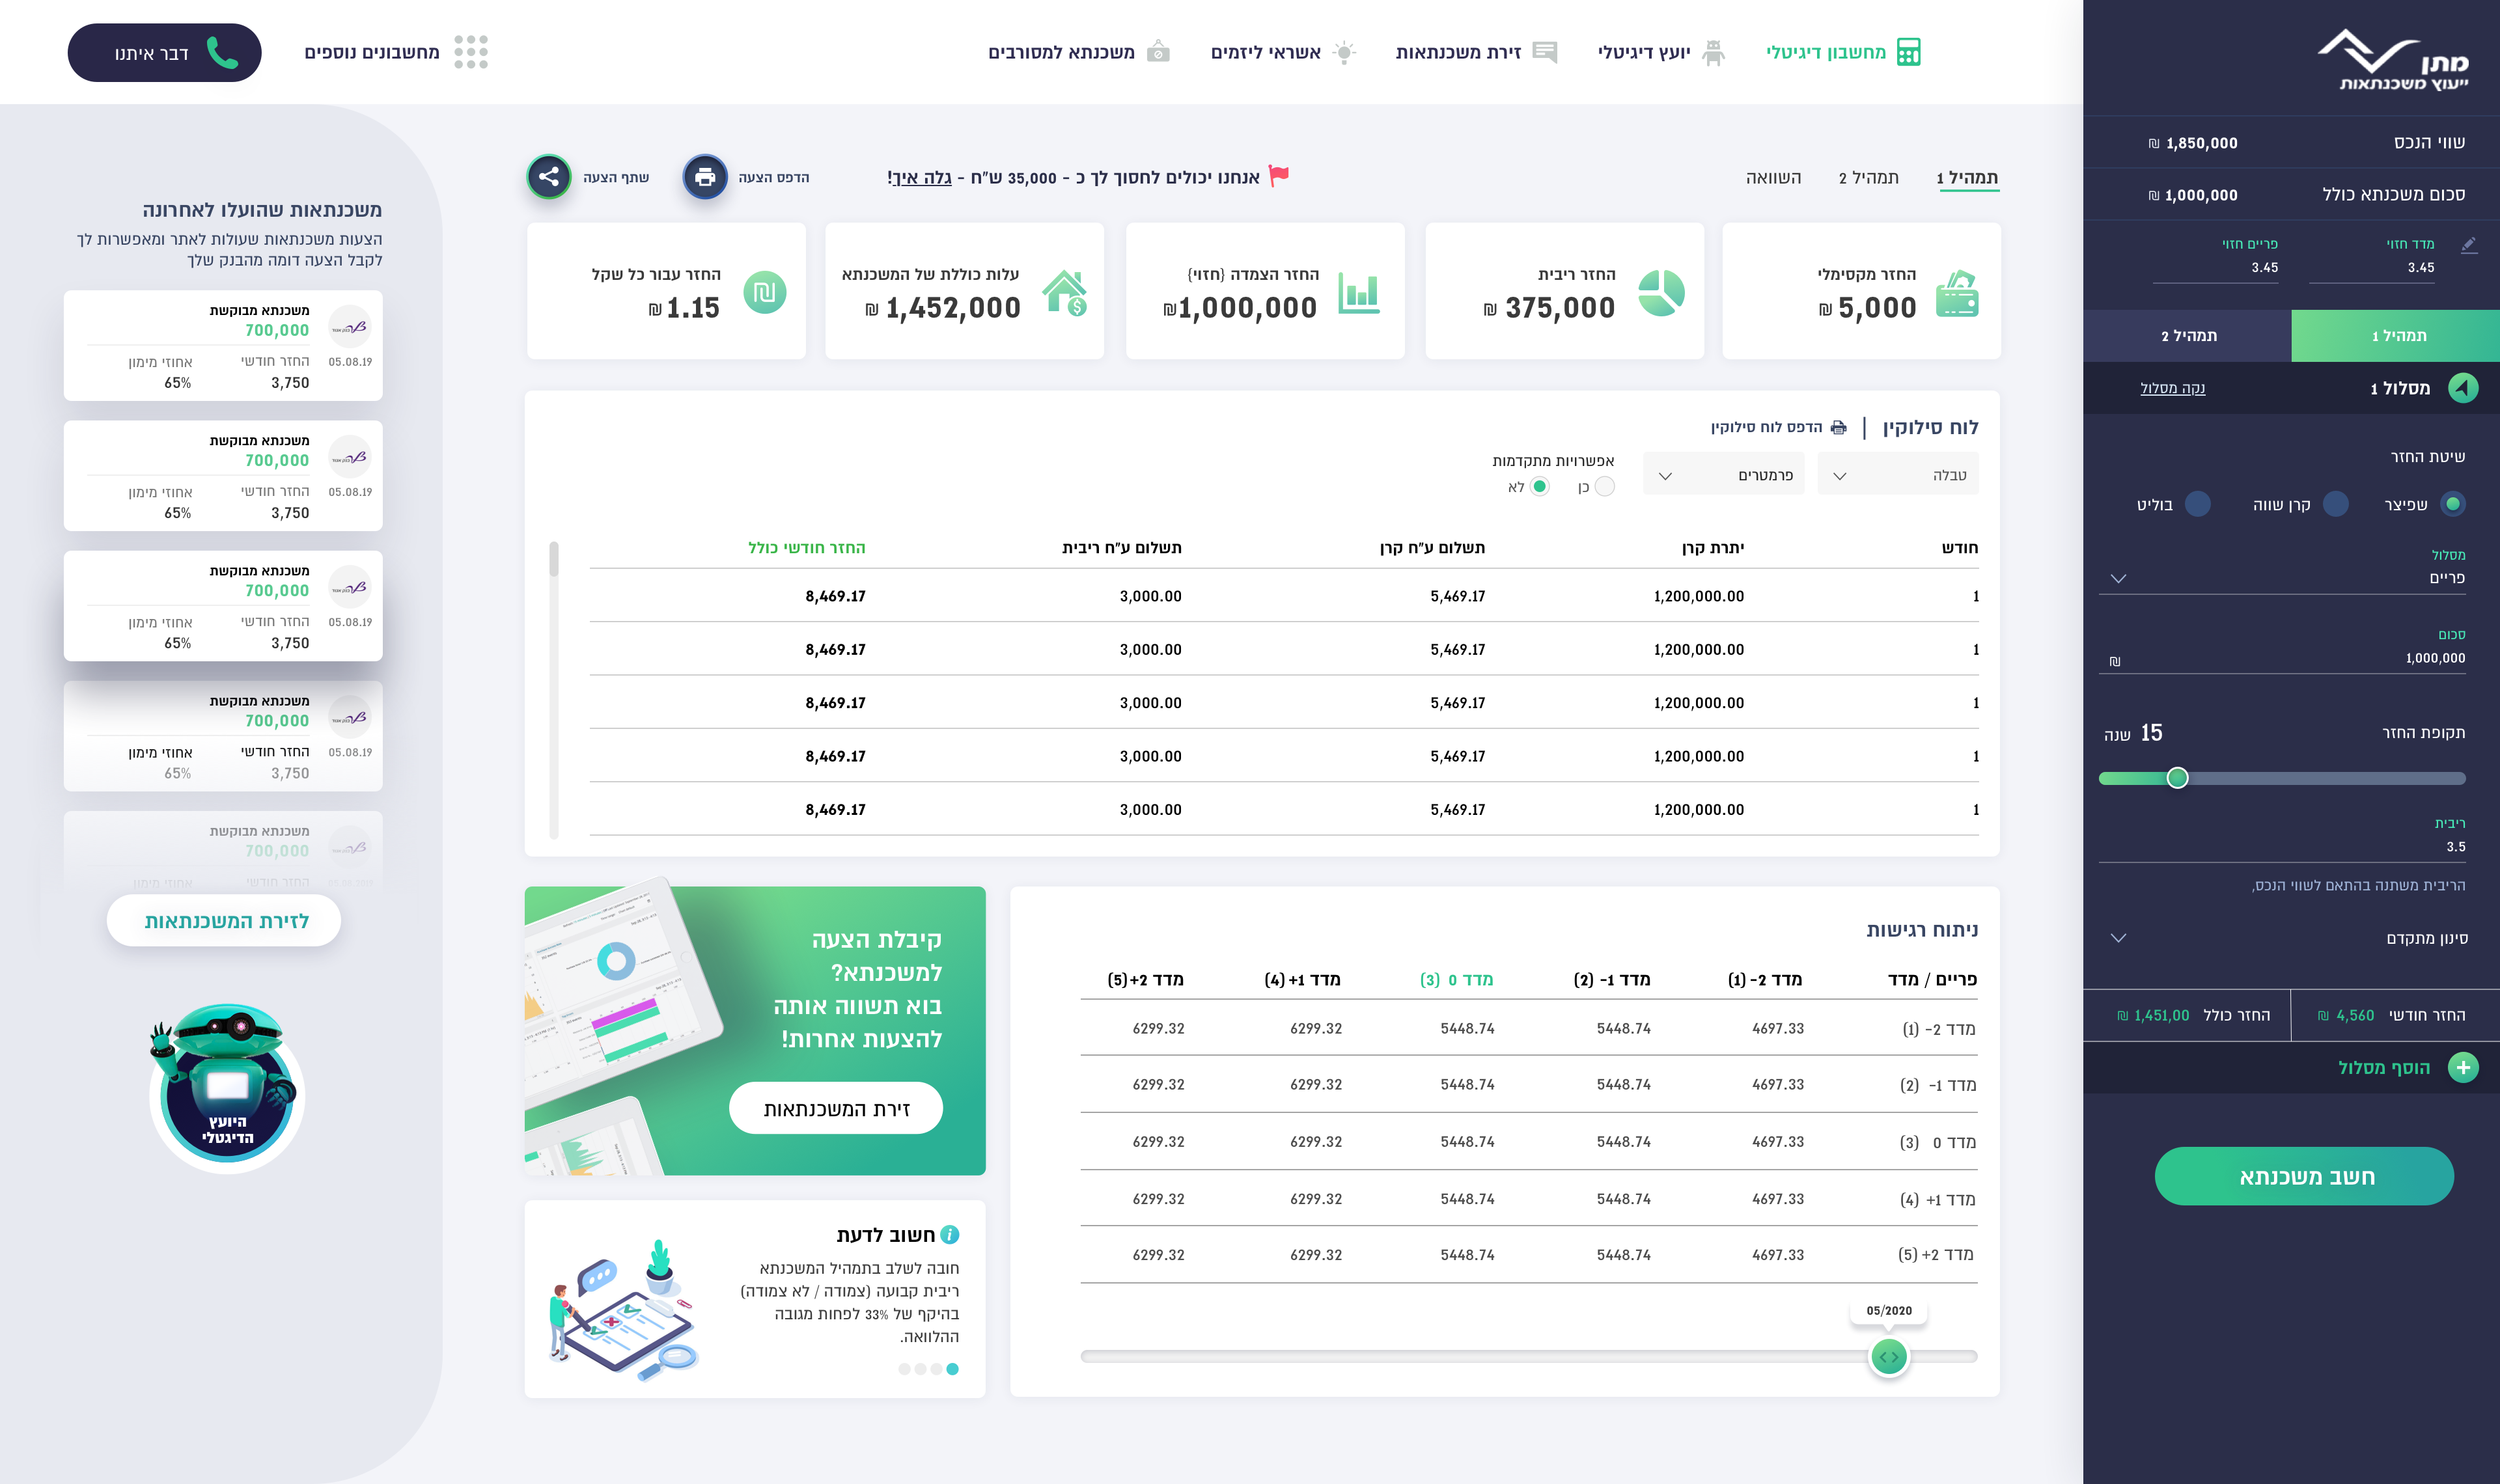 מתן
ייעוץ משכנתאות
מחשבון דיגיטלי
יועץ דיגיטלי
זירת משכנתאות
אשראי ליזמים
משכנתא למסורבים
מחשבונים נוספים
דבר איתנו
שווי הנכס 1,850,000 ₪
סכום משכנתא כולל 1,000,000 ₪
מדד חזוי פריים חזוי
3.45 3.45
תמהיל 1 תמהיל 2
מסלול 1 נקה מסלול
שיטת החזר
שפיצר קרן שווה בוליט
מסלול
פריים
סכום
1,000,000 ₪
תקופת החזר 15 שנה
ריבית
3.5
הריבית משתנה בהתאם לשווי הנכס,
סינון מתקדם
החזר חודשי 4,560 ₪ החזר כולל 1,451,00 ₪
הוסף מסלול
חשב משכנתא
תמהיל 1 תמהיל 2 השוואה
אנחנו יכולים לחסוך לך כ - 35,000 ש"ח - גלה איך!
הדפס הצעה
שתף הצעה
החזר מקסימלי
5,000 ₪
החזר ריבית
375,000 ₪
החזר הצמדה {חזוי}
1,000,000₪
עלות כוללת של המשכנתא
1,452,000 ₪
החזר עבור כל שקל
1.15 ₪
לוח סילוקין | הדפס לוח סילוקין
טבלה פרמטרים
אפשרויות מתקדמות
כן לא
חודש יתרת קרן תשלום ע"ח קרן תשלום ע"ח ריבית החזר חודשי כולל
1 1,200,000.00 5,469.17 3,000.00 8,469.17
1 1,200,000.00 5,469.17 3,000.00 8,469.17
1 1,200,000.00 5,469.17 3,000.00 8,469.17
1 1,200,000.00 5,469.17 3,000.00 8,469.17
1 1,200,000.00 5,469.17 3,000.00 8,469.17
ניתוח רגישות
פריים / מדד מדד 2- (1) מדד 1- (2) מדד 0 (3) מדד 1+ (4) מדד 2+ (5)
מדד 2- (1) 4697.33 5448.74 5448.74 6299.32 6299.32
מדד 1- (2) 4697.33 5448.74 5448.74 6299.32 6299.32
מדד 0 (3) 4697.33 5448.74 5448.74 6299.32 6299.32
מדד 1+ (4) 4697.33 5448.74 5448.74 6299.32 6299.32
מדד 2+ (5) 4697.33 5448.74 5448.74 6299.32 6299.32
05/2020
קיבלת הצעה
למשכנתא?
בוא תשווה אותה
להצעות אחרות!
זירת המשכנתאות
חשוב לדעת
חובה לשלב בתמהיל המשכנתא
ריבית קבועה (צמודה / לא צמודה)
בהיקף של 33% לפחות מגובה
ההלוואה.
משכנתאות שהועלו לאחרונה
הצעות משכנתאות שעולות לאתר ומאפשרות לך
לקבל הצעה דומה מהבנק שלך
משכנתא מבוקשת
700,000
05.08.19 החזר חודשי אחוזי מימון
3,750 65%
משכנתא מבוקשת
700,000
05.08.19 החזר חודשי אחוזי מימון
3,750 65%
משכנתא מבוקשת
700,000
05.08.19 החזר חודשי אחוזי מימון
3,750 65%
משכנתא מבוקשת
700,000
05.08.19 החזר חודשי אחוזי מימון
3,750 65%
משכנתא מבוקשת
700,000
החזר חודשי אחוזי מימון
לזירת המשכנתאות
היועץ
הדיגטלי